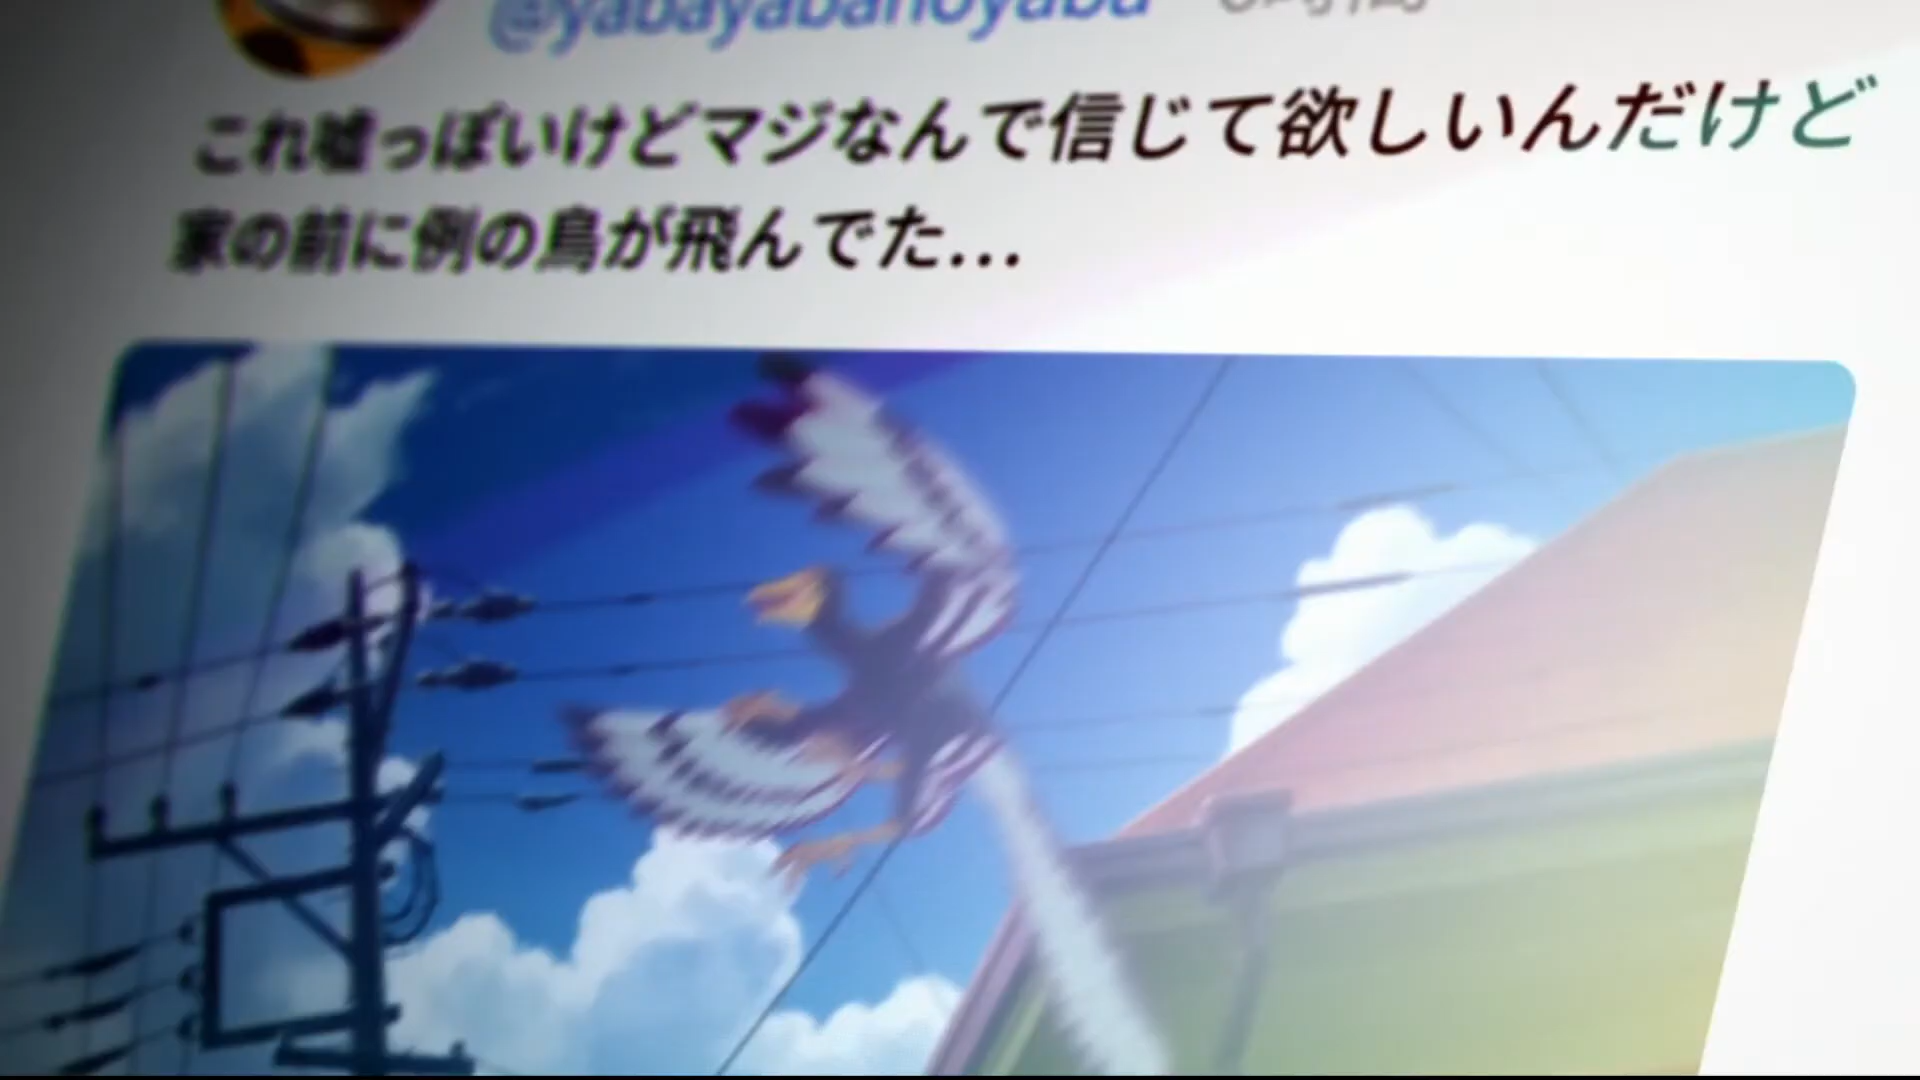 @yabayabanoyaba
これ嘘っぽいけどマジなんで信じて欲しいんだけど
家の前に例の鳥が飛んでた…